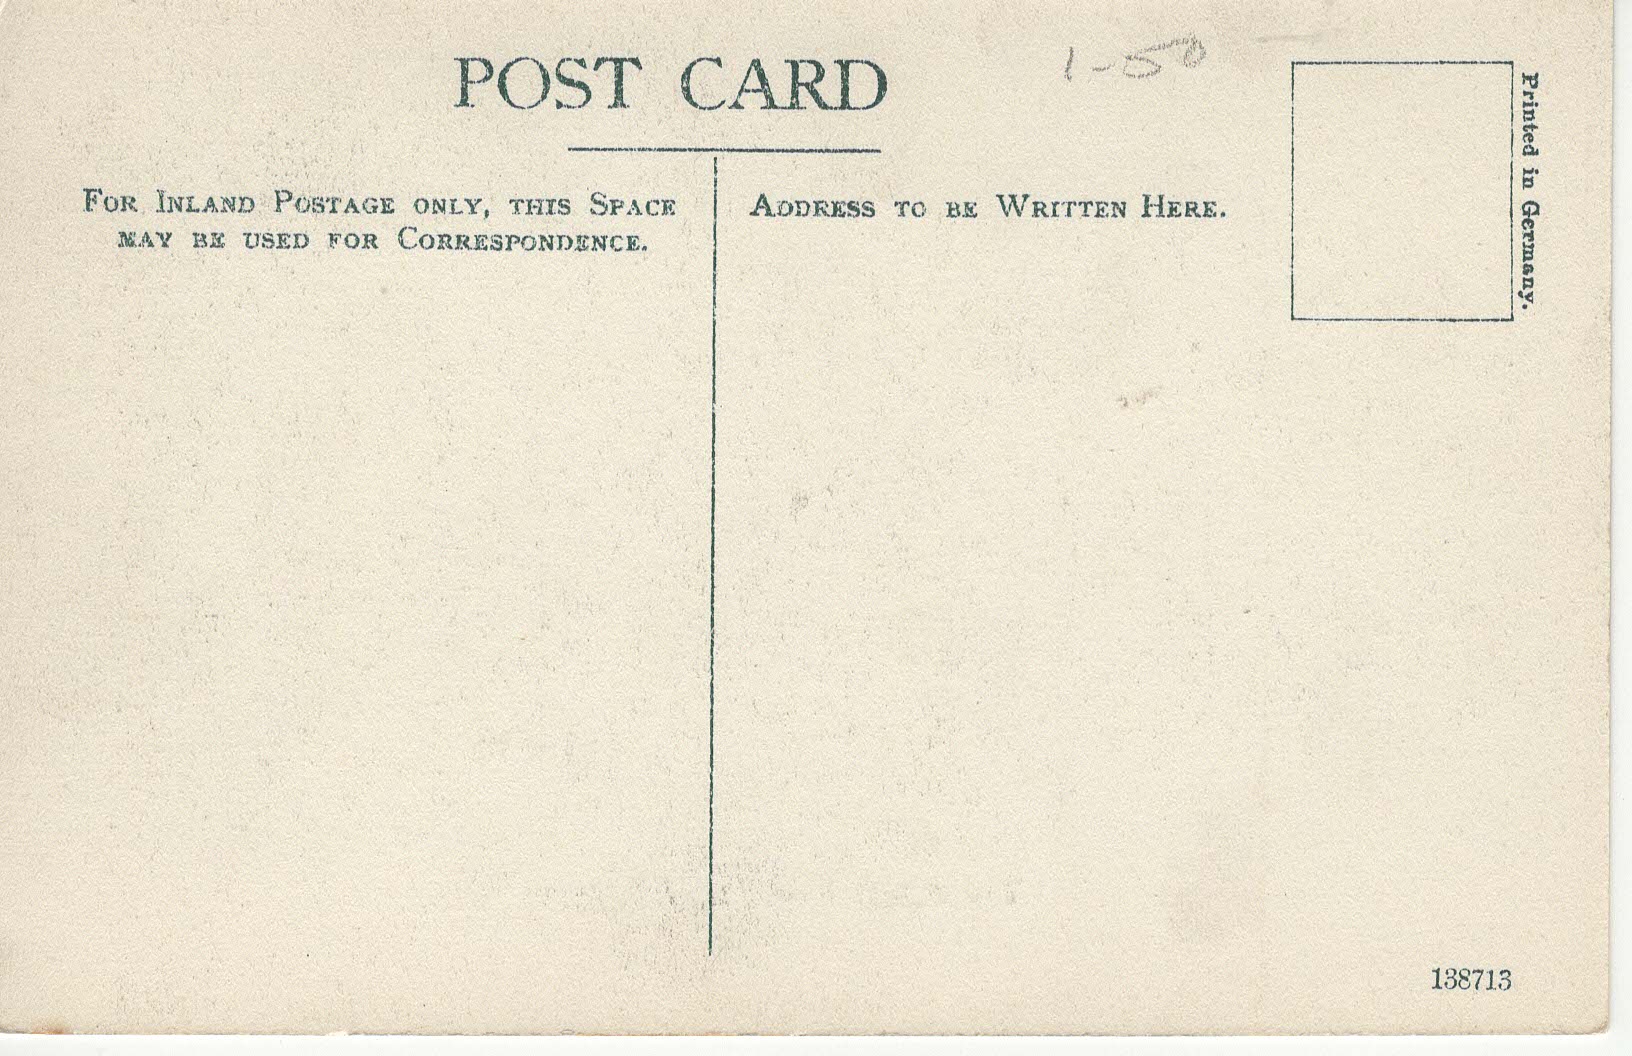 POST CARD
1-50
FOR INLAND POSTAGE ONLY, THIS SPACE
MAY BE USED FOR CORRESPONDENCE.
ADDRESS TO BE WRITTEN HERE.
Printed in Germany.
138713